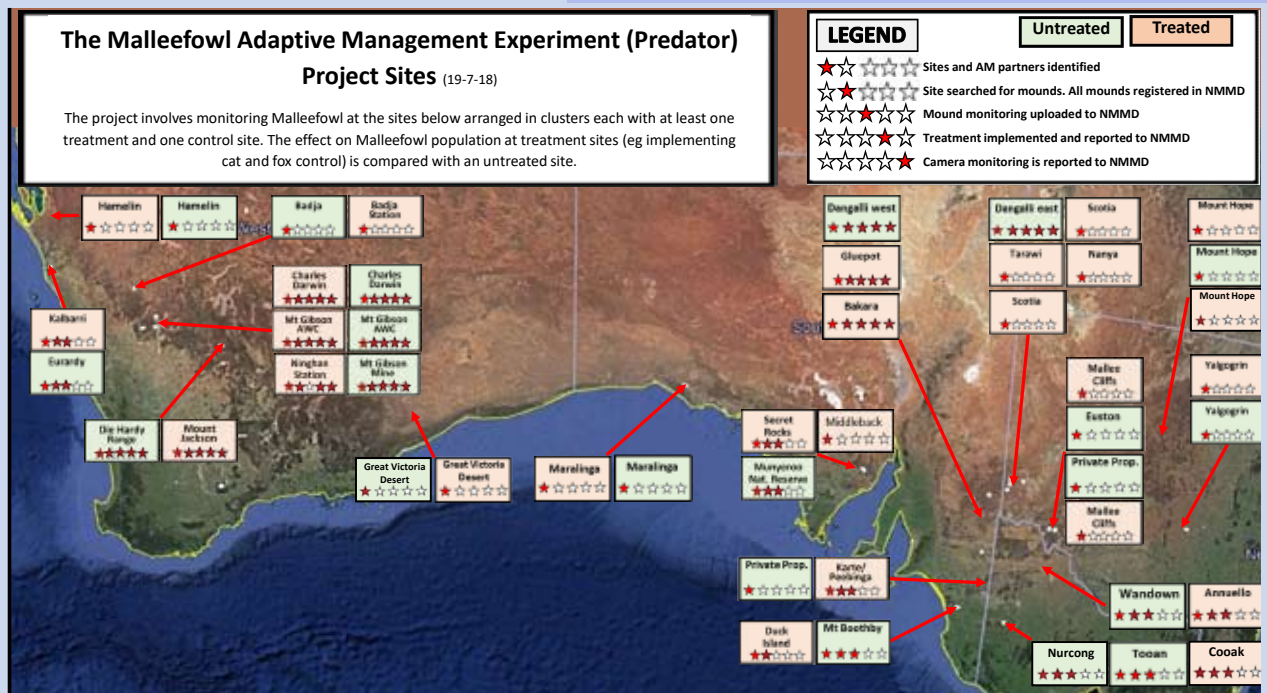 The Malleefowl Adaptive Management Experiment (Predator)
Project Sites (19-7-18)
The project involves monitoring Malleefowl at the sites below arranged in clusters each with at least one
treatment and one control site. The effect on Malleefowl population at treatment sites (eg implementing
cat and fox control) is compared with an untreated site.
LEGEND
Untreated
Treated
Sites and AM partners identified
Site searched for mounds. All mounds registered in NMMD
Mound monitoring uploaded to NMMD
Treatment implemented and reported to NMMD
Camera monitoring is reported to NMMD
Hamelin
Hamelin
Badja
Badja
Station
Dangalli west
Dangalli east
Scotia
Mount Hope
Gluepot
Tarawi
Nanya
Mount Hope
Charles
Darwin
Charles
Darwin
Bakara
Scotia
Mount Hope
Kalbarri
Mt Gibson
AWC
Mt Gibson
AWC
Eurardy
Ninghan
Station
Mt Gibson
Mine
Mallee
Cliffs
Yalgogrin
Euston
Yalgogrin
Die Hardy
Range
Mount
Jackson
Secret
Rocks
Middleback
Great Victoria
Desert
Great Victoria
Desert
Maralinga
Maralinga
Munyeroo
Nat. Reserve
Private Prop.
Mallee
Cliffs
Private Prop.
Karte/
Peebinga
Wandown
Annuello
Duck
Island
Mt Boothby
Nurcong
Tooan
Cooak